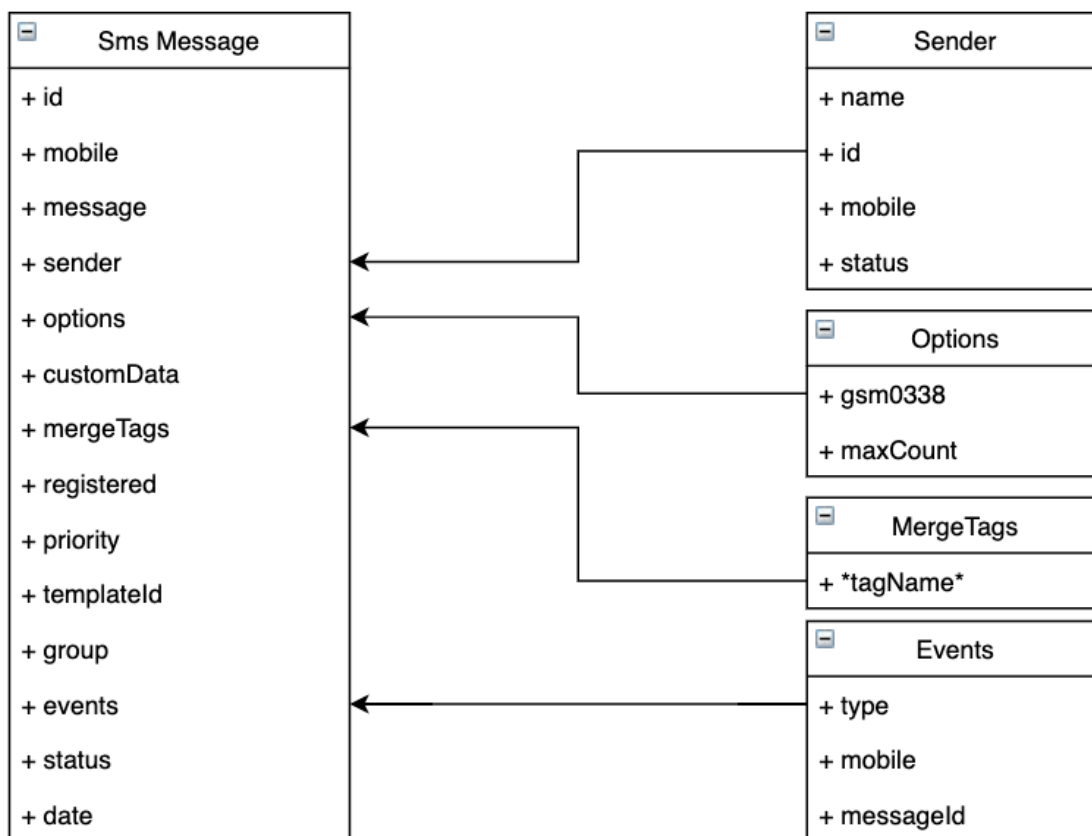 Sms Message
+ id
+ mobile
+ message
+ sender
+ options
+ customData
+ mergeTags
+ registered
+ priority
+ templateId
+ group
+ events
+ status
+ date
Sender
+ name
+ id
+ mobile
+ status
Options
+ gsm0338
+ maxCount
MergeTags
+ *tagName*
Events
+ type
+ mobile
+ messageId